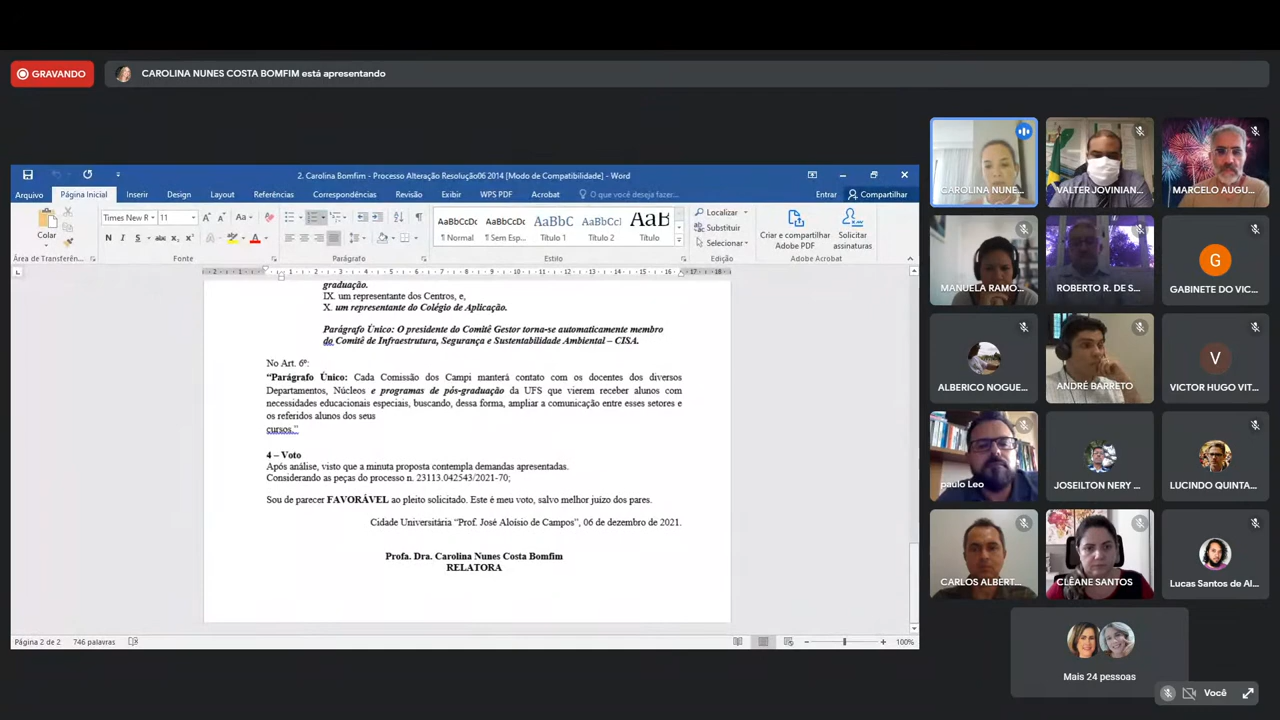 GRAVANDO
CAROLINA NUNES COSTA BOMFIM está apresentando
2. Carolina Bomfim - Processo Alteração Resolução06 2014 [Modo de Compatibilidade] - Word
Arquivo Página Inicial Inserir Design Layout Referências Correspondências Revisão Exibir WPS PDF Acrobat O que você deseja fazer... Entrar Compartilhar
Colar
Times New R 11
N I S abc x₂ x²
AaBbCcDc AaBbCcDc AaBbC AaBbCcI AaB
¶ Normal ¶ Sem Esp... Título 1 Título 2 Título
Localizar
Substituir
Selecionar
Criar e compartilhar Adobe PDF
Solicitar assinaturas
Área de Transferên... Fonte Parágrafo Estilo Edição Adobe Acrobat
graduação.
IX. um representante dos Centros, e,
X. um representante do Colégio de Aplicação.
Parágrafo Único: O presidente do Comitê Gestor torna-se automaticamente membro
do Comitê de Infraestrutura, Segurança e Sustentabilidade Ambiental – CISA.
No Art. 6º:
“Parágrafo Único: Cada Comissão dos Campi manterá contato com os docentes dos diversos
Departamentos, Núcleos e programas de pós-graduação da UFS que vierem receber alunos com
necessidades educacionais especiais, buscando, dessa forma, ampliar a comunicação entre esses setores e
os referidos alunos dos seus
cursos.”
4 – Voto
Após análise, visto que a minuta proposta contempla demandas apresentadas.
Considerando as peças do processo n. 23113.042543/2021-70;
Sou de parecer FAVORÁVEL ao pleito solicitado. Este é meu voto, salvo melhor juízo dos pares.
Cidade Universitária “Prof. José Aloísio de Campos”, 06 de dezembro de 2021.
Profa. Dra. Carolina Nunes Costa Bomfim
RELATORA
Página 2 de 2 746 palavras 100%
CAROLINA NUNE...
VALTER JOVINIAN...
MARCELO AUGU...
MANUELA RAMO...
ROBERTO R. DE S...
G
GABINETE DO VIC...
ALBERICO NOGUE...
ANDRÉ BARRETO
V
VICTOR HUGO VIT...
paulo Leo
JOSEILTON NERY ...
LUCINDO QUINTA...
CARLOS ALBERT...
CLÊANE SANTOS
Lucas Santos de Al...
Mais 24 pessoas
Você